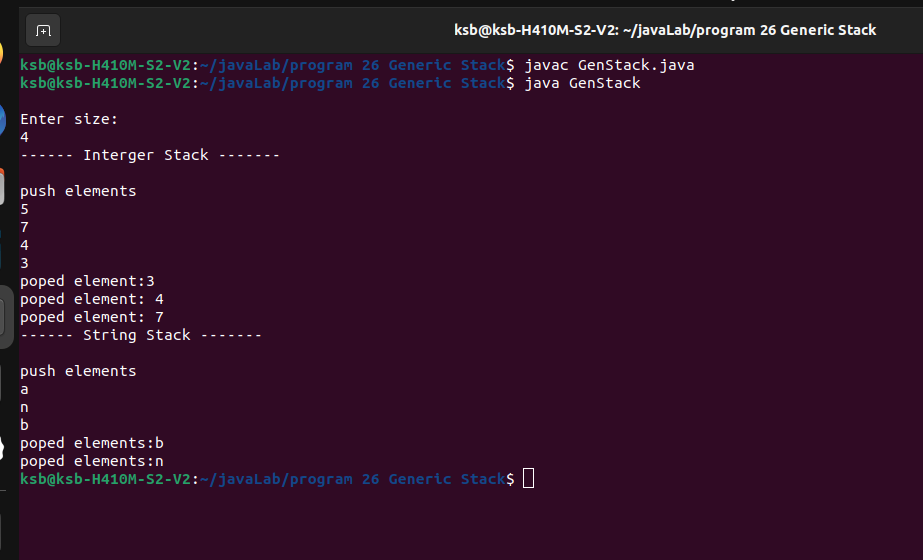 ksb@ksb-H410M-S2-V2: ~/javaLab/program 26 Generic Stack
ksb@ksb-H410M-S2-V2:~/javaLab/program 26 Generic Stack$ javac GenStack.java
ksb@ksb-H410M-S2-V2:~/javaLab/program 26 Generic Stack$ java GenStack
Enter size:
4
------ Interger Stack -------
push elements
5
7
4
3
poped element:3
poped element: 4
poped element: 7
------ String Stack -------
push elements
a
n
b
poped elements:b
poped elements:n
ksb@ksb-H410M-S2-V2:~/javaLab/program 26 Generic Stack$